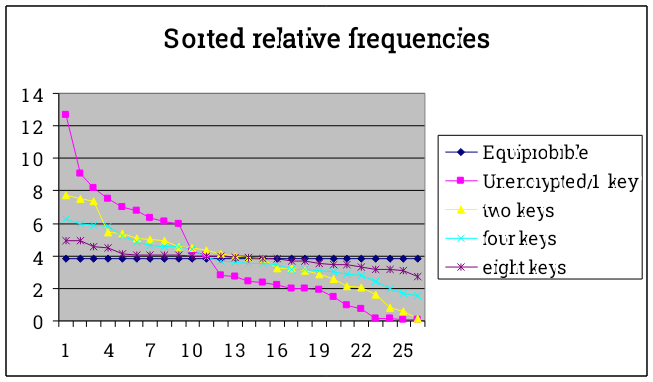 Sorted relative frequencies
14
12
10
8
6
4
2
0
1 4 7 10 13 16 19 22 25
Equiprobible
Unencrypted/1 key
two keys
four keys
eight keys